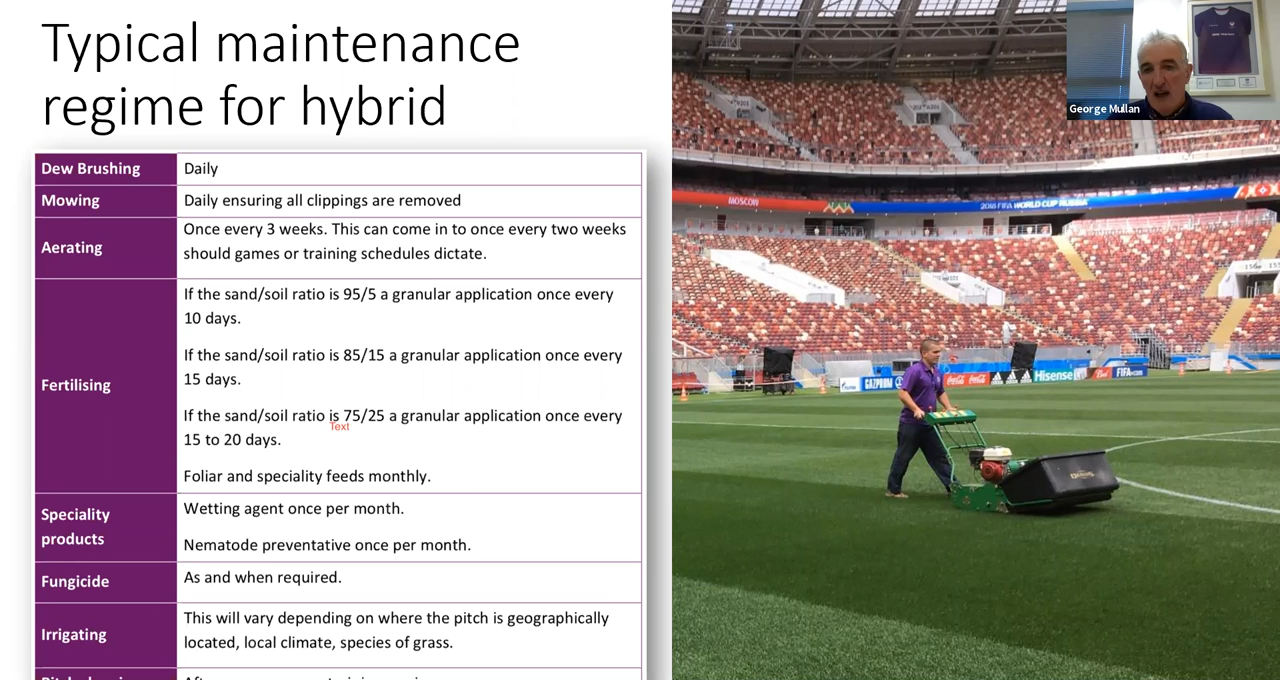 Typical maintenance
regime for hybrid
Dew Brushing
Daily
Mowing
Daily ensuring all clippings are removed
Aerating
Once every 3 weeks. This can come in to once every two weeks
should games or training schedules dictate.
Fertilising
If the sand/soil ratio is 95/5 a granular application once every
10 days.
If the sand/soil ratio is 85/15 a granular application once every
15 days.
If the sand/soil ratio is 75/25 a granular application once every
Text
15 to 20 days.
Foliar and speciality feeds monthly.
Speciality
products
Wetting agent once per month.
Nematode preventative once per month.
Fungicide
As and when required.
Irrigating
This will vary depending on where the pitch is geographically
located, local climate, species of grass.
George Mullan
MOSCOW
2018 FIFA WORLD CUP RUSSIA
GAZPROM
adidas
Coca-Cola
Hisense
FIFA